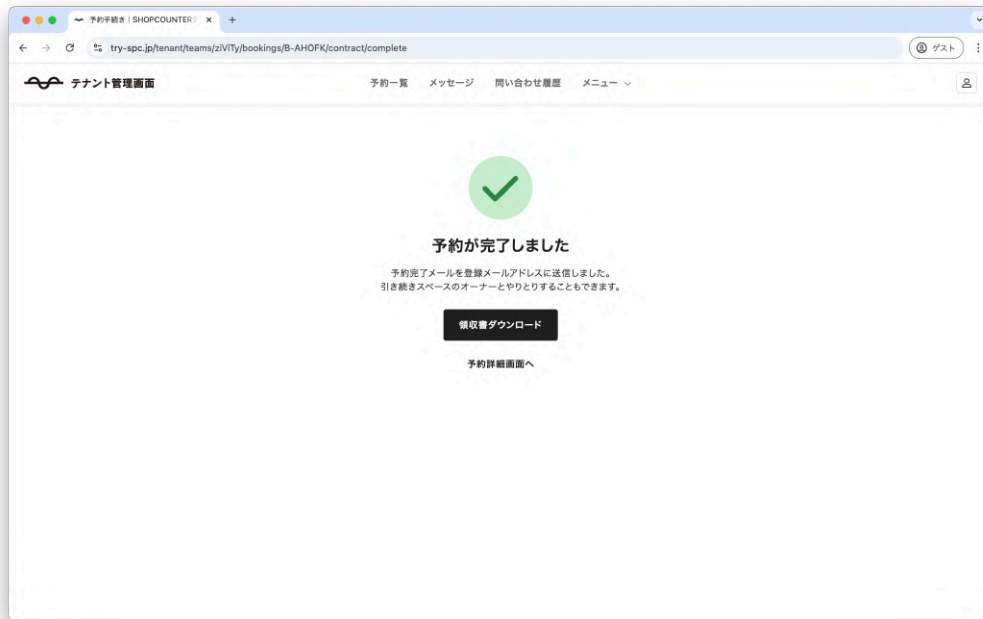 予約手続き | SHOPCOUNTER
try-spc.jp/tenant/teams/ziViTy/bookings/B-AHOFK/contract/complete
ゲスト
テナント管理画面
予約一覧 メッセージ 問い合わせ履歴 メニュー
予約が完了しました
予約完了メールを登録メールアドレスに送信しました。
引き続きスペースのオーナーとやりとりすることもできます。
領収書ダウンロード
予約詳細画面へ